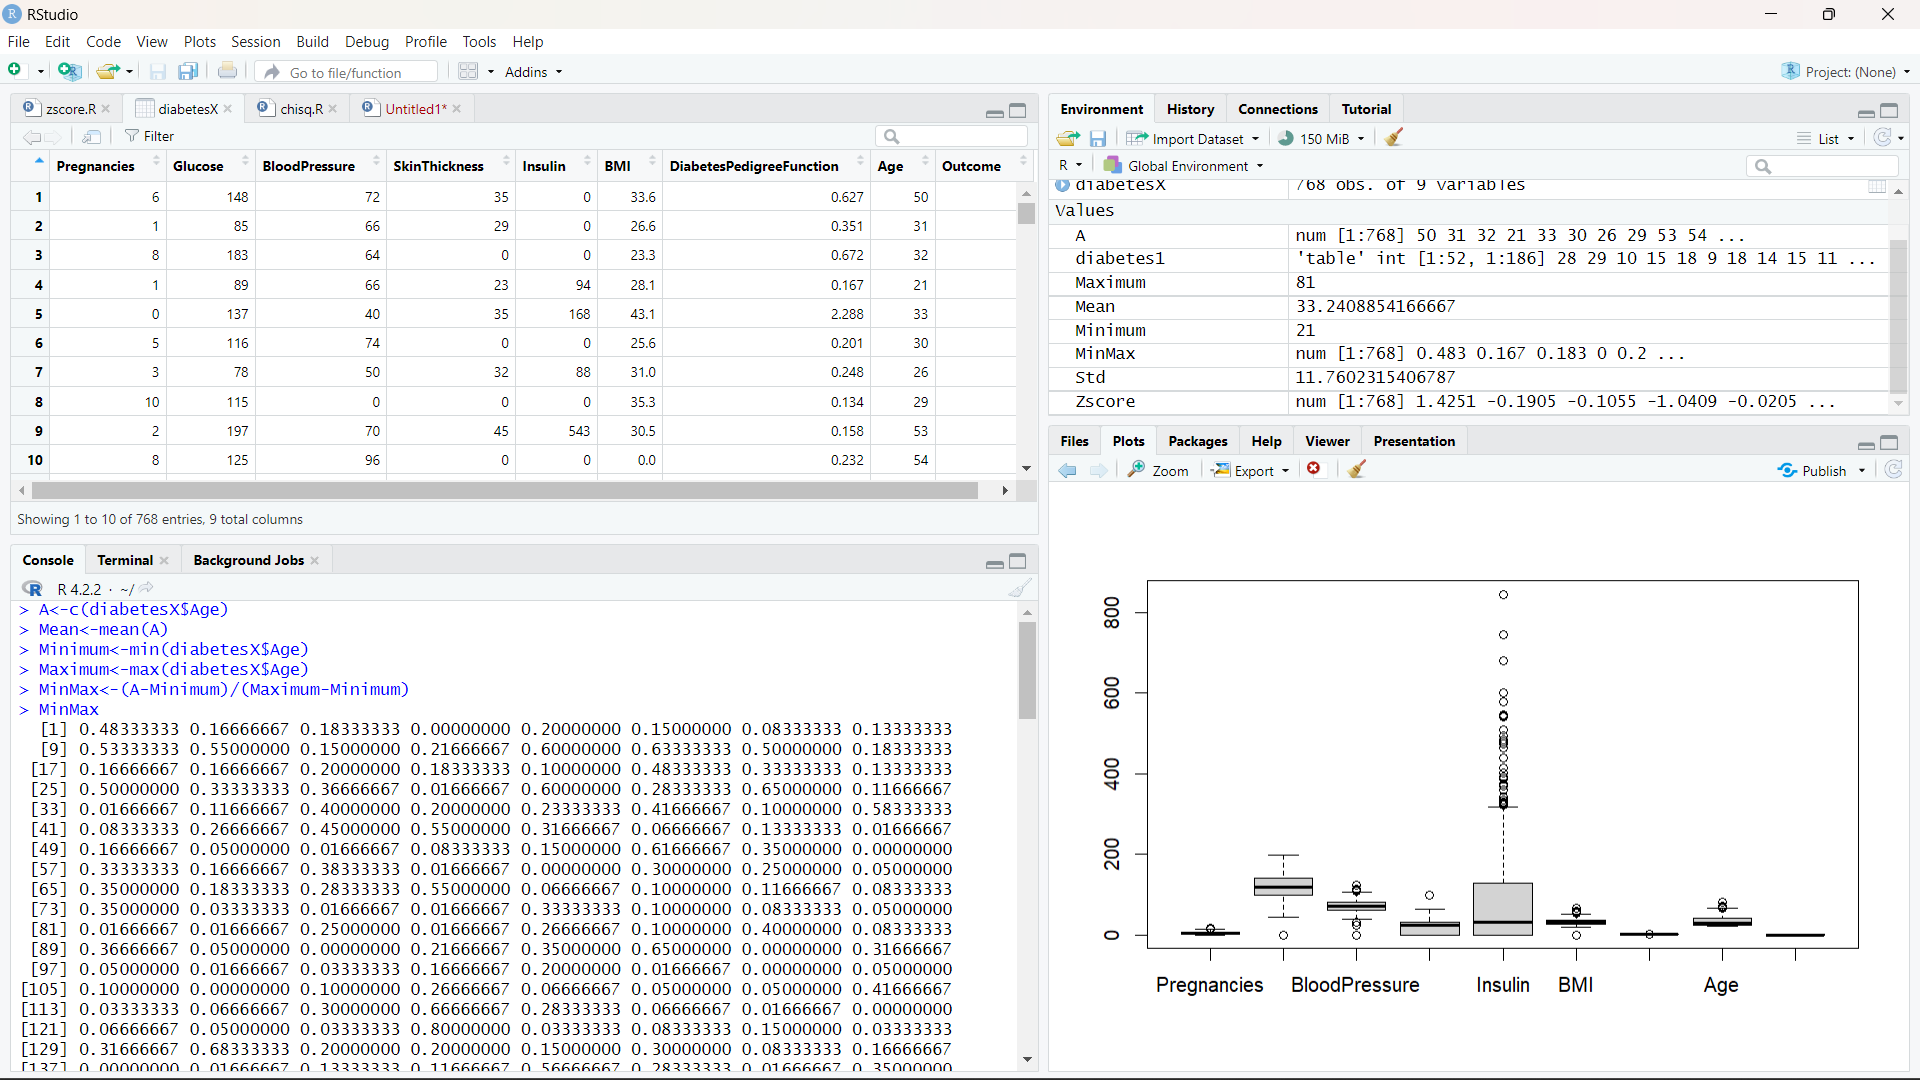 RStudio
File Edit Code View Plots Session Build Debug Profile Tools Help
Go to file/function Addins Project: (None)
zscore.R diabetesX chisq.R Untitled1*
Filter
Pregnancies Glucose BloodPressure SkinThickness Insulin BMI DiabetesPedigreeFunction Age Outcome
1 6 148 72 35 0 33.6 0.627 50
2 1 85 66 29 0 26.6 0.351 31
3 8 183 64 0 0 23.3 0.672 32
4 1 89 66 23 94 28.1 0.167 21
5 0 137 40 35 168 43.1 2.288 33
6 5 116 74 0 0 25.6 0.201 30
7 3 78 50 32 88 31.0 0.248 26
8 10 115 0 0 0 35.3 0.134 29
9 2 197 70 45 543 30.5 0.158 53
10 8 125 96 0 0 0.0 0.232 54
Showing 1 to 10 of 768 entries, 9 total columns
Console Terminal Background Jobs
R 4.2.2 · ~/
> A<-c(diabetesX$Age)
> Mean<-mean(A)
> Minimum<-min(diabetesX$Age)
> Maximum<-max(diabetesX$Age)
> MinMax<-(A-Minimum)/(Maximum-Minimum)
> MinMax
[1] 0.48333333 0.16666667 0.18333333 0.00000000 0.20000000 0.15000000 0.08333333 0.13333333
[9] 0.53333333 0.55000000 0.15000000 0.21666667 0.60000000 0.63333333 0.50000000 0.18333333
[17] 0.16666667 0.16666667 0.20000000 0.18333333 0.10000000 0.48333333 0.33333333 0.13333333
[25] 0.50000000 0.33333333 0.36666667 0.01666667 0.60000000 0.28333333 0.65000000 0.11666667
[33] 0.01666667 0.11666667 0.40000000 0.20000000 0.23333333 0.41666667 0.10000000 0.58333333
[41] 0.08333333 0.26666667 0.45000000 0.55000000 0.31666667 0.06666667 0.13333333 0.01666667
[49] 0.16666667 0.05000000 0.01666667 0.08333333 0.15000000 0.61666667 0.35000000 0.00000000
[57] 0.33333333 0.16666667 0.38333333 0.01666667 0.00000000 0.30000000 0.25000000 0.05000000
[65] 0.35000000 0.18333333 0.28333333 0.55000000 0.06666667 0.10000000 0.11666667 0.08333333
[73] 0.35000000 0.03333333 0.01666667 0.01666667 0.33333333 0.10000000 0.08333333 0.05000000
[81] 0.01666667 0.01666667 0.25000000 0.01666667 0.26666667 0.10000000 0.40000000 0.08333333
[89] 0.36666667 0.05000000 0.00000000 0.21666667 0.35000000 0.65000000 0.00000000 0.31666667
[97] 0.05000000 0.01666667 0.03333333 0.16666667 0.20000000 0.01666667 0.00000000 0.05000000
[105] 0.10000000 0.00000000 0.10000000 0.26666667 0.06666667 0.05000000 0.05000000 0.41666667
[113] 0.03333333 0.06666667 0.30000000 0.66666667 0.28333333 0.06666667 0.01666667 0.00000000
[121] 0.06666667 0.05000000 0.03333333 0.80000000 0.03333333 0.08333333 0.15000000 0.03333333
[129] 0.31666667 0.68333333 0.20000000 0.20000000 0.15000000 0.30000000 0.08333333 0.16666667
[137] 0.00000000 0.01666667 0.13333333 0.11666667 0.56666667 0.28333333 0.01666667 0.35000000
Environment History Connections Tutorial
Import Dataset 150 MiB List
R Global Environment
diabetesX 768 obs. of 9 variables
Values
A num [1:768] 50 31 32 21 33 30 26 29 53 54 ...
diabetes1 'table' int [1:52, 1:186] 28 29 10 15 18 9 18 14 15 11 ...
Maximum 81
Mean 33.2408854166667
Minimum 21
MinMax num [1:768] 0.483 0.167 0.183 0 0.2 ...
Std 11.7602315406787
Zscore num [1:768] 1.4251 -0.1905 -0.1055 -1.0409 -0.0205 ...
Files Plots Packages Help Viewer Presentation
Zoom Export Publish
800
600
400
200
0
Pregnancies BloodPressure Insulin BMI Age